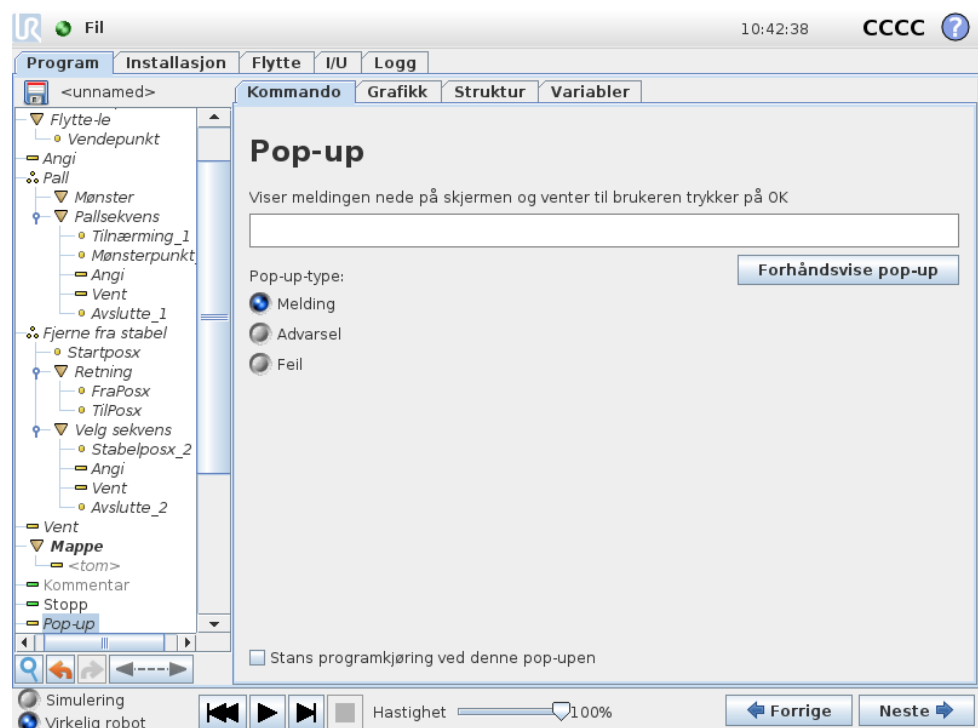 UR
Fil
10:42:38
CCCC
?
Program
Installasjon
Flytte
I/U
Logg
<unnamed>
Kommando
Grafikk
Struktur
Variabler
Flytte-le
Vendepunkt
Angi
Pall
Mønster
Pallsekvens
Tilnærming_1
Mønsterpunkt_
Angi
Vent
Avslutte_1
Fjerne fra stabel
Startposx
Retning
FraPosx
TilPosx
Velg sekvens
Stabelposx_2
Angi
Vent
Avslutte_2
Vent
Mappe
<tom>
Kommentar
Stopp
Pop-up
Pop-up
Viser meldingen nede på skjermen og venter til brukeren trykker på OK
Forhåndsvise pop-up
Pop-up-type:
Melding
Advarsel
Feil
Stans programkjøring ved denne pop-upen
Simulering
Virkelig robot
Hastighet
100%
Forrige
Neste